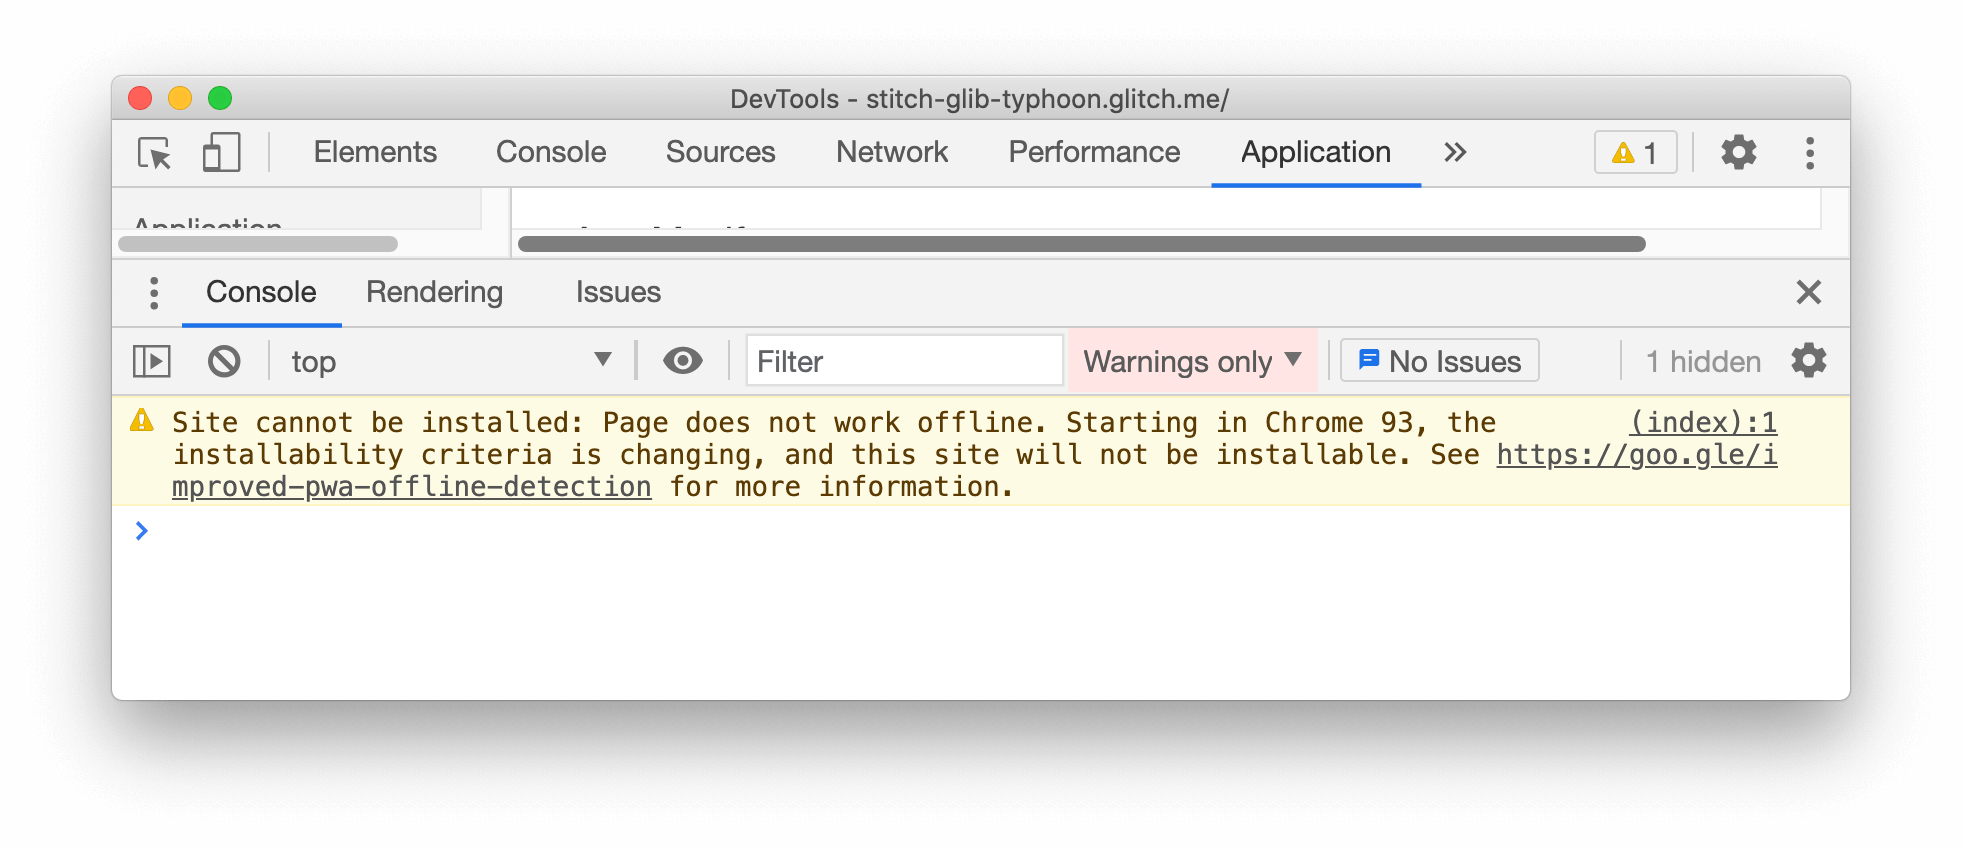 DevTools - stitch-glib-typhoon.glitch.me/
Elements Console Sources Network Performance Application » 1
Application
Console Rendering Issues
top Filter Warnings only No Issues 1 hidden
Site cannot be installed: Page does not work offline. Starting in Chrome 93, the (index):1
installability criteria is changing, and this site will not be installable. See https://goo.gle/i
mproved-pwa-offline-detection for more information.